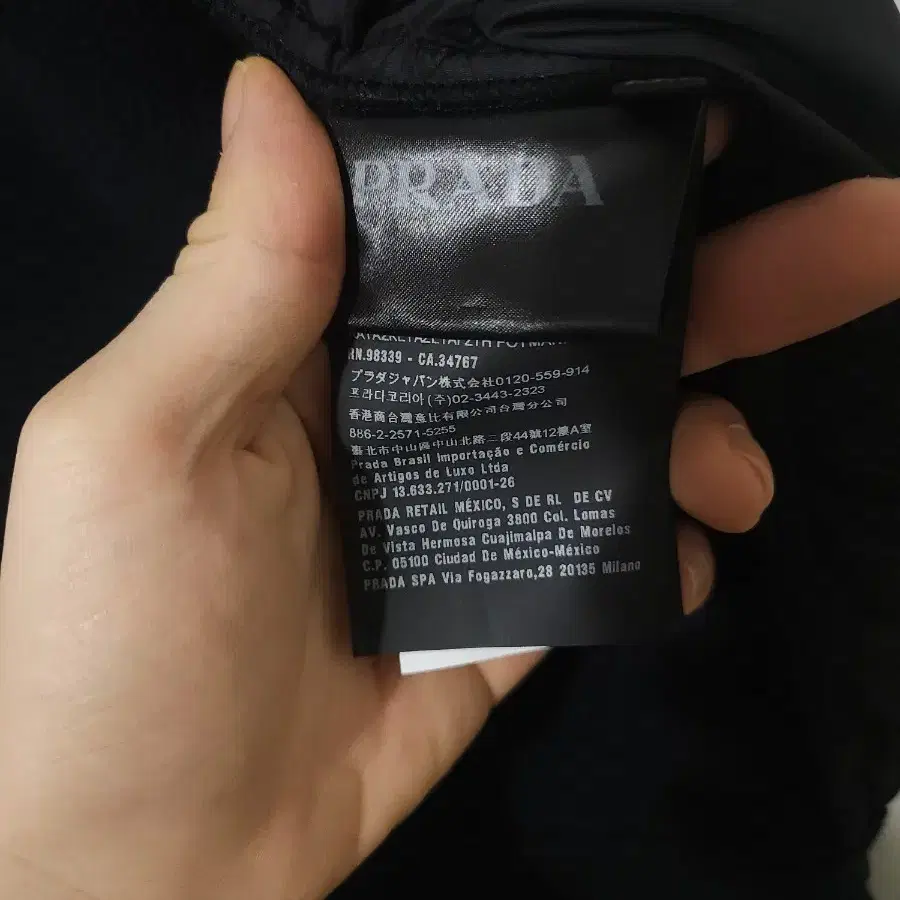 PRADA
RN.98339 - CA.34767
プラダジャパン株式会社0120-559-914
프라다코리아(주)02-3443-2323
香港商台灣意比有限公司台灣分公司
886-2-2571-5255
臺北市中山區中山北路二段44號12樓A室
Prada Brasil Importação e Comércio
de Artigos de Luxo Ltda
CNPJ 13.633.271/0001-26
PRADA RETAIL MÉXICO, S DE RL DE CV
AV. Vasco De Quiroga 3800 Col. Lomas
De Vista Hermosa Cuajimalpa De Morelos
C.P. 05100 Ciudad De México-México
PRADA SPA Via Fogazzaro,28 20135 Milano